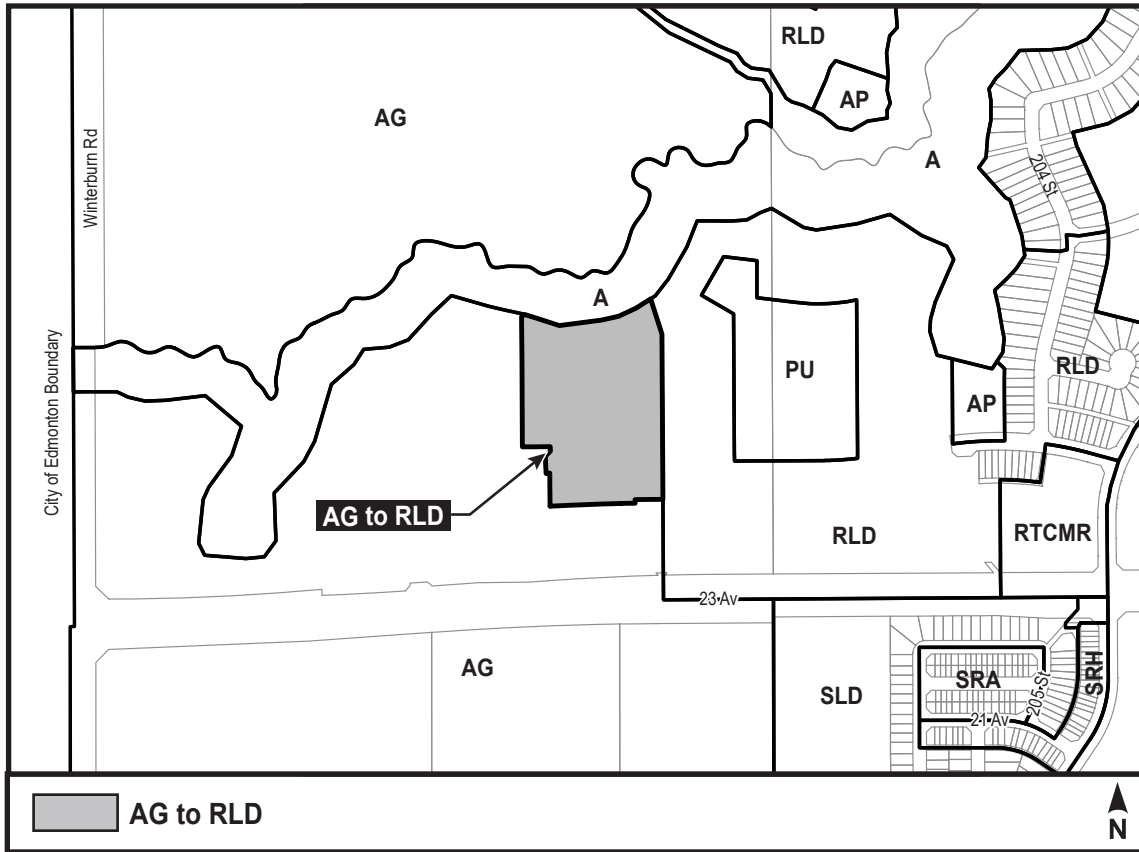 RLD
AP
AG
A
Winterburn Rd
204 St
A
City of Edmonton Boundary
PU
RLD
AP
AG to RLD
RLD
RTCMR
23 Av
AG
SLD
SRA
205 St
SRH
21 Av
AG to RLD
N